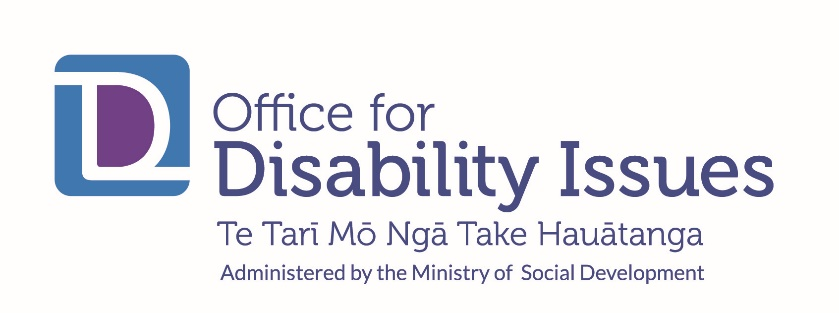 Office for
Disability Issues
Te Tarī Mō Ngā Take Hauātanga
Administered by the Ministry of Social Development